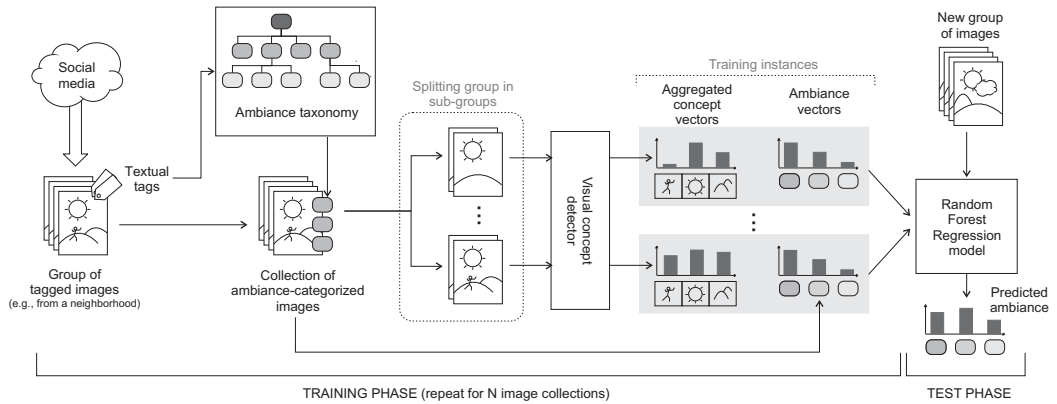 Social
media
Textual
tags
Group of
tagged images
(e.g., from a neighborhood)
Ambiance taxonomy
Collection of
ambiance-categorized
images
Splitting group in
sub-groups
...
Visual concept
detector
Training instances
Aggregated
concept
vectors
Ambiance
vectors
...
New group
of images
Random
Forest
Regression
model
Predicted
ambiance
TRAINING PHASE (repeat for N image collections)
TEST PHASE